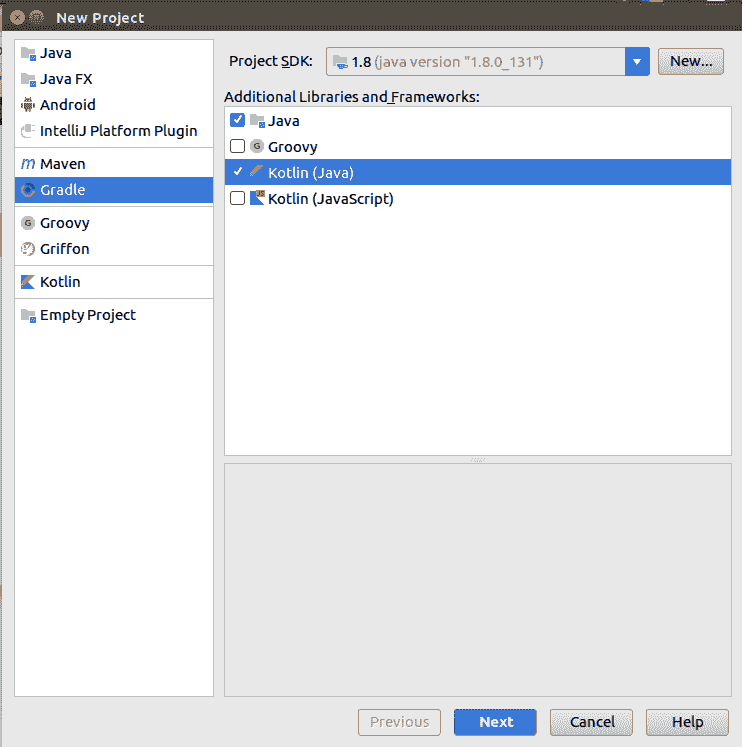 New Project
Java
Java FX
Android
IntelliJ Platform Plugin
Maven
Gradle
Groovy
Griffon
Kotlin
Empty Project
Project SDK: 1.8 (java version "1.8.0_131") New...
Additional Libraries and Frameworks:
Java
Groovy
Kotlin (Java)
Kotlin (JavaScript)
Previous Next Cancel Help